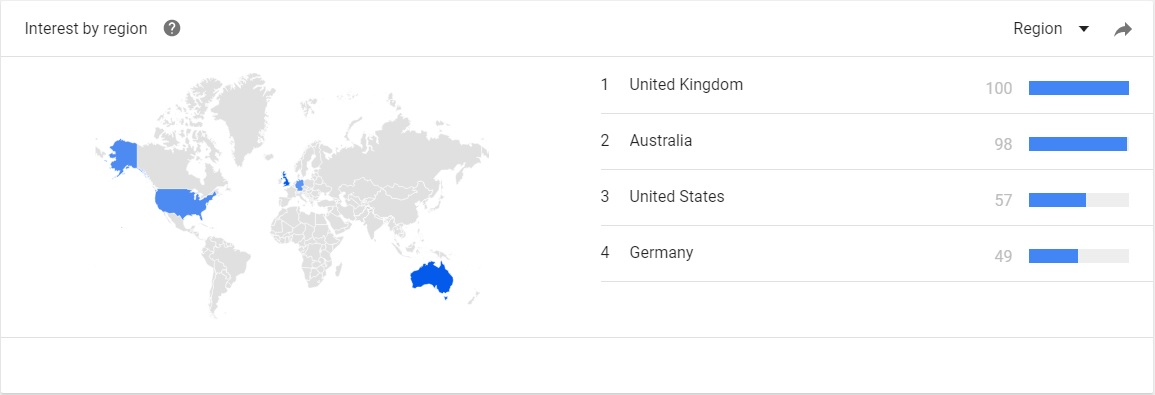 Interest by region ?
Region
1 United Kingdom 100
2 Australia 98
3 United States 57
4 Germany 49